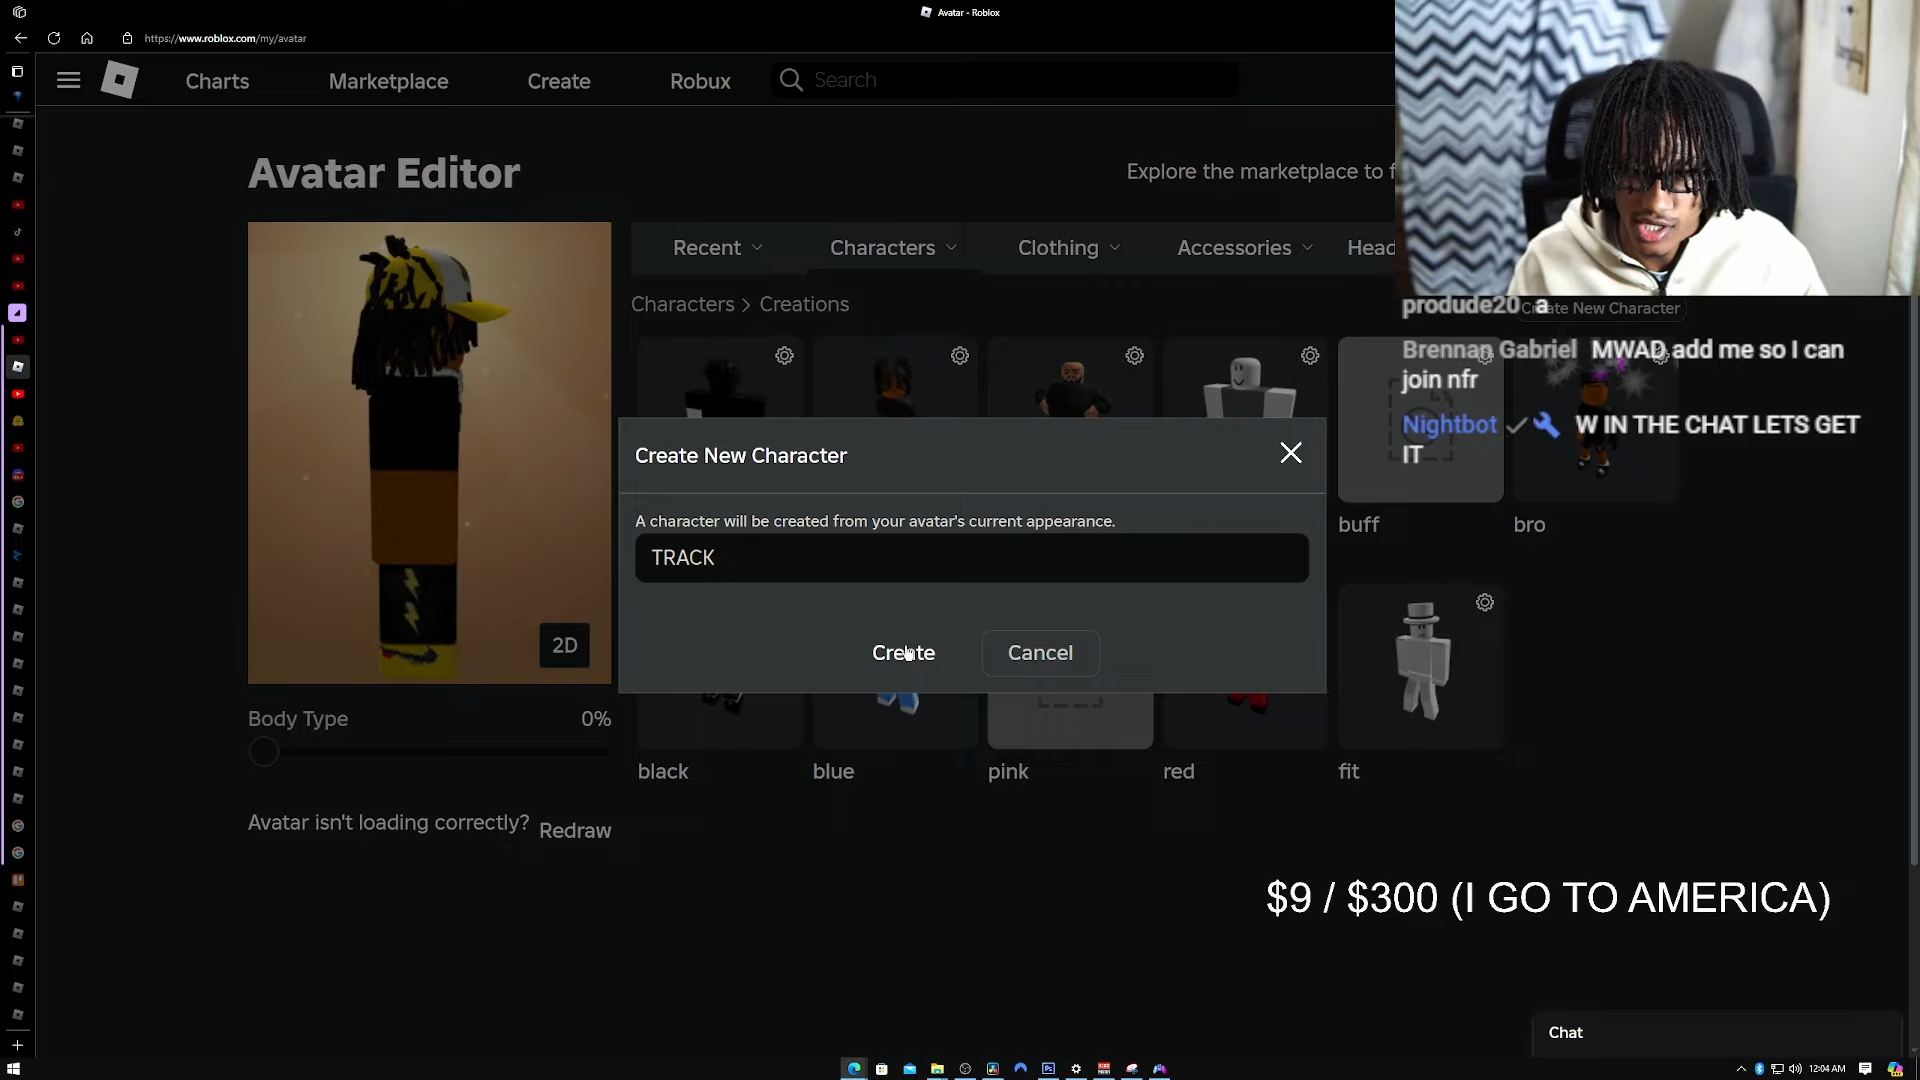 Avatar - Roblox
https://www.roblox.com/my/avatar
Charts
Marketplace
Create
Robux
Search
Avatar Editor
Explore the marketplace to f
Recent
Characters
Clothing
Accessories
Head
Characters > Creations
Create New Character
produde20 a
Brennan Gabriel MWAD add me so I can
join nfr
Nightbot W IN THE CHAT LETS GET
IT
Create New Character
A character will be created from your avatar's current appearance.
TRACK
Create
Cancel
buff
bro
2D
Body Type
0%
black
blue
pink
red
fit
Avatar isn't loading correctly?
Redraw
$9 / $300 (I GO TO AMERICA)
Chat
12:04 AM